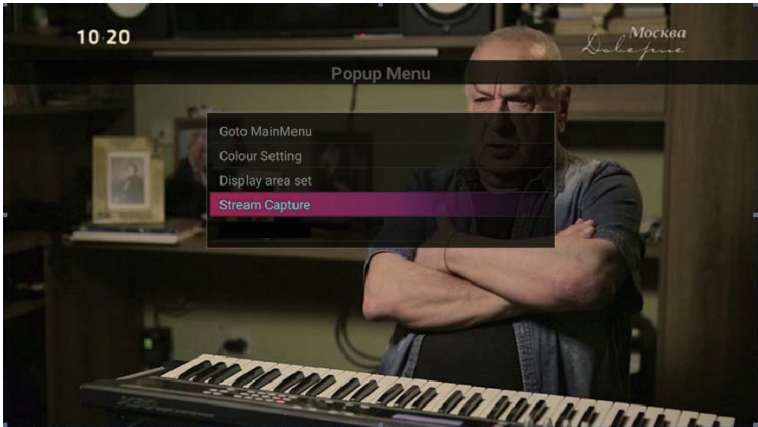 10:20
Москва
Доверие
Popup Menu
Goto MainMenu
Colour Setting
Display area set
Stream Capture